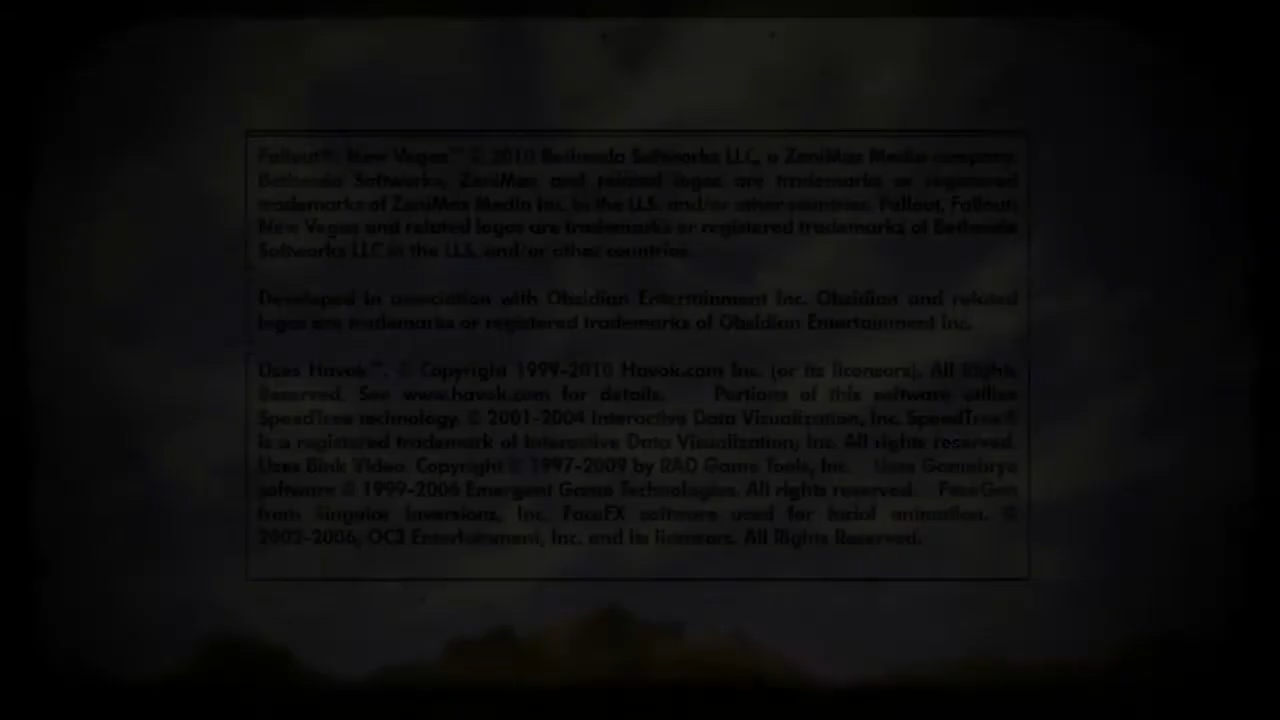 Fallout®: New Vegas™ © 2010 Bethesda Softworks LLC, a ZeniMax Media company.
Bethesda Softworks, ZeniMax and related logos are trademarks or registered
trademarks of ZeniMax Media Inc. in the U.S. and/or other countries. Fallout, Fallout:
New Vegas and related logos are trademarks or registered trademarks of Bethesda
Softworks LLC in the U.S. and/or other countries.
Developed in association with Obsidian Entertainment Inc. Obsidian and related
logos are trademarks or registered trademarks of Obsidian Entertainment Inc.
Uses Havok™. © Copyright 1999-2010 Havok.com Inc. (or its licensors). All Rights
Reserved. See www.havok.com for details. Portions of this software utilize
SpeedTree technology. © 2001-2004 Interactive Data Visualization, Inc. SpeedTree®
is a registered trademark of Interactive Data Visualization, Inc. All rights reserved.
Uses Bink Video. Copyright © 1997-2009 by RAD Game Tools, Inc. Uses Gamebryo
software © 1999-2006 Emergent Game Technologies. All rights reserved. FaceGen
from Singular Inversions, Inc. FaceFX software used for facial animation. ©
2002-2006, OC3 Entertainment, Inc. and its licensors. All Rights Reserved.